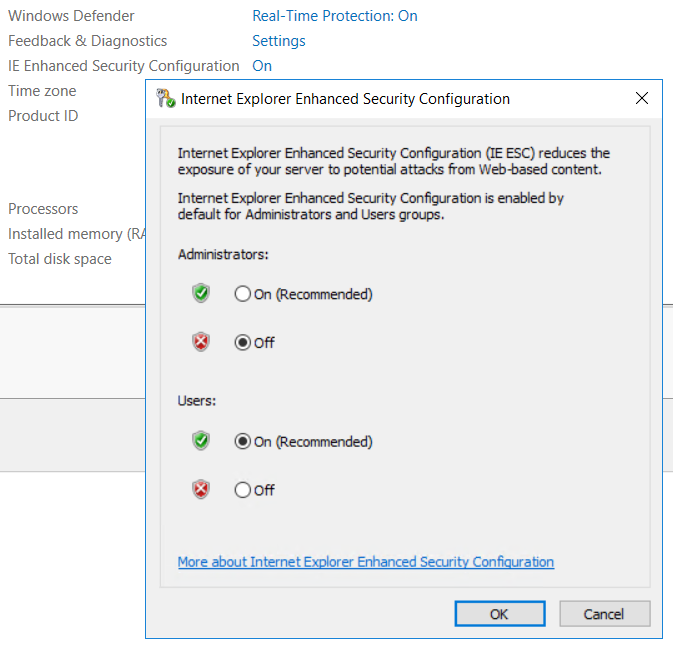 Windows Defender Real-Time Protection: On
Feedback & Diagnostics Settings
IE Enhanced Security Configuration On
Time zone
Product ID
Processors
Installed memory (RA
Total disk space
Internet Explorer Enhanced Security Configuration
Internet Explorer Enhanced Security Configuration (IE ESC) reduces the
exposure of your server to potential attacks from Web-based content.
Internet Explorer Enhanced Security Configuration is enabled by
default for Administrators and Users groups.
Administrators:
On (Recommended)
Off
Users:
On (Recommended)
Off
More about Internet Explorer Enhanced Security Configuration
OK Cancel